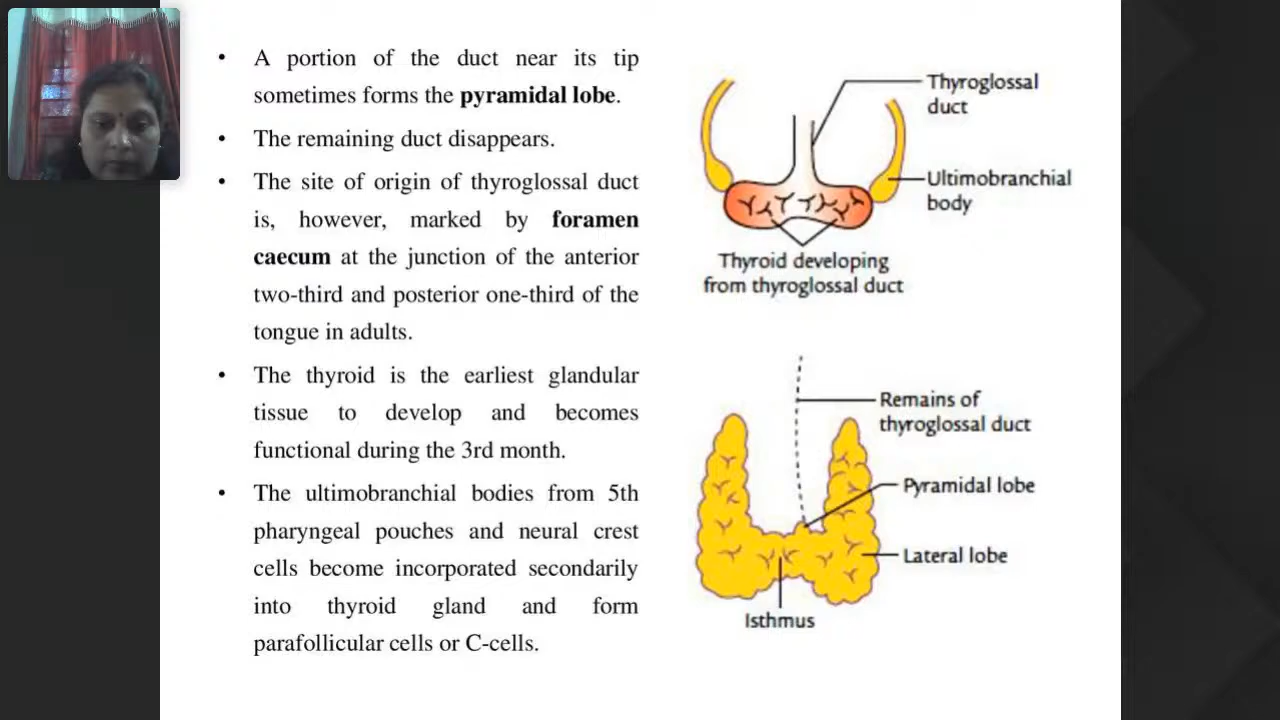 • A portion of the duct near its tip
sometimes forms the pyramidal lobe.
• The remaining duct disappears.
• The site of origin of thyroglossal duct
is, however, marked by foramen
caecum at the junction of the anterior
two-third and posterior one-third of the
tongue in adults.
• The thyroid is the earliest glandular
tissue to develop and becomes
functional during the 3rd month.
• The ultimobranchial bodies from 5th
pharyngeal pouches and neural crest
cells become incorporated secondarily
into thyroid gland and form
parafollicular cells or C-cells.
Thyroglossal
duct
Ultimobranchial
body
Thyroid developing
from thyroglossal duct
Remains of
thyroglossal duct
Pyramidal lobe
Lateral lobe
Isthmus